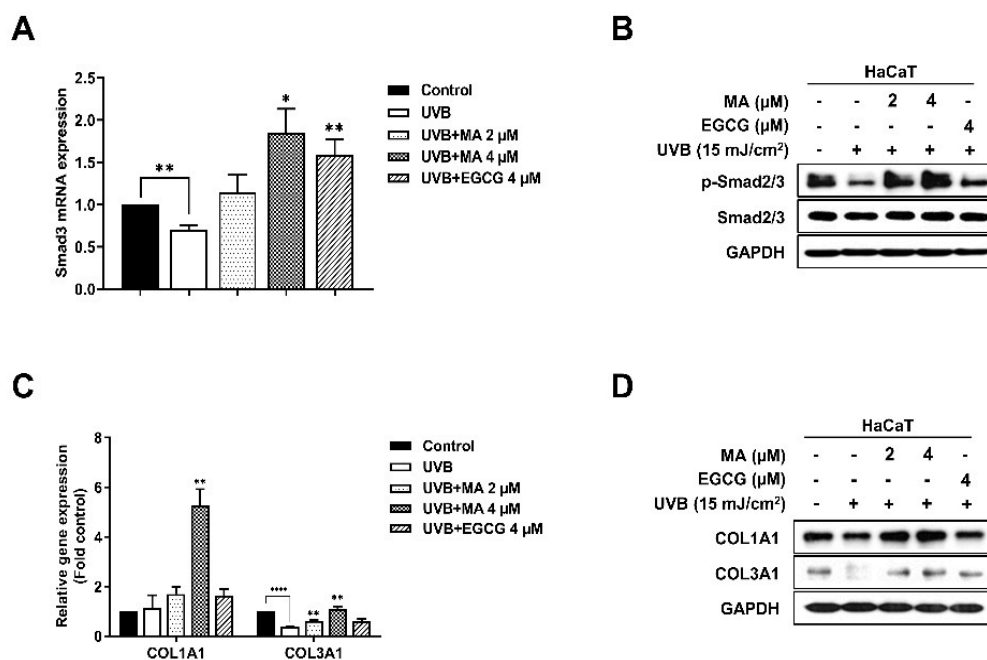 A
Smad3 mRNA expression
2.5
2.0
1.5
1.0
0.5
0.0
**
*
**
Control
UVB
UVB+MA 2 µM
UVB+MA 4 µM
UVB+EGCG 4 µM
B
HaCaT
MA (µM) - - 2 4 -
EGCG (µM) - - - - 4
UVB (15 mJ/cm²) - + + + +
p-Smad2/3
Smad2/3
GAPDH
C
Relative gene expression
(Fold control)
8
6
4
2
0
**
****
**
**
COL1A1
COL3A1
Control
UVB
UVB+MA 2 µM
UVB+MA 4 µM
UVB+EGCG 4 µM
D
HaCaT
MA (µM) - - 2 4 -
EGCG (µM) - - - - 4
UVB (15 mJ/cm²) - + + + +
COL1A1
COL3A1
GAPDH